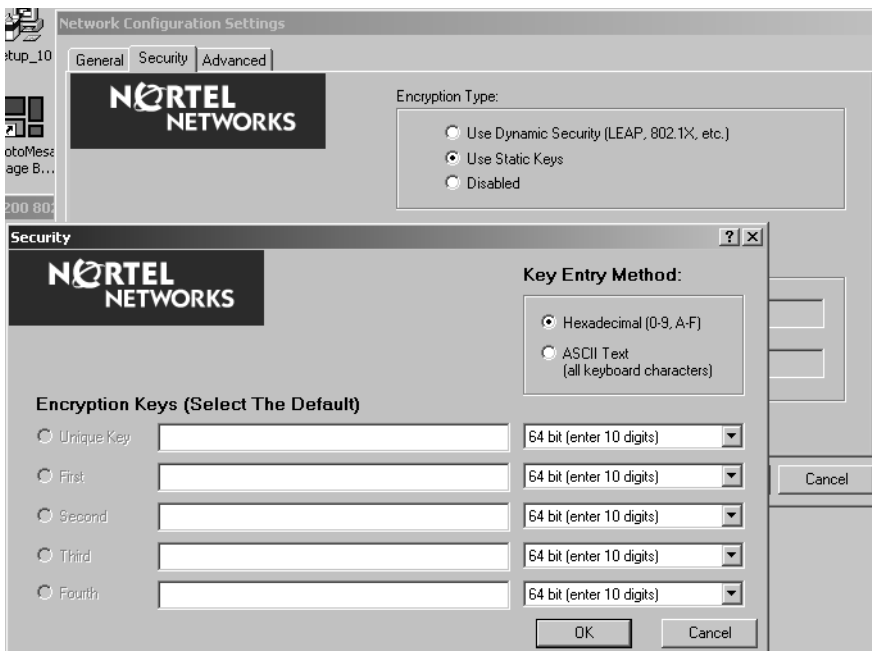 Network Configuration Settings
etup_10
General Security Advanced
NORTEL
NETWORKS
Encryption Type:
Use Dynamic Security (LEAP, 802.1X, etc.)
Use Static Keys
Disabled
otoMesa
age B...
200 802
Security
NORTEL
NETWORKS
Key Entry Method:
Hexadecimal (0-9, A-F)
ASCII Text
(all keyboard characters)
Encryption Keys (Select The Default)
Unique Key 64 bit (enter 10 digits)
First 64 bit (enter 10 digits)
Second 64 bit (enter 10 digits)
Third 64 bit (enter 10 digits)
Fourth 64 bit (enter 10 digits)
Cancel
OK Cancel